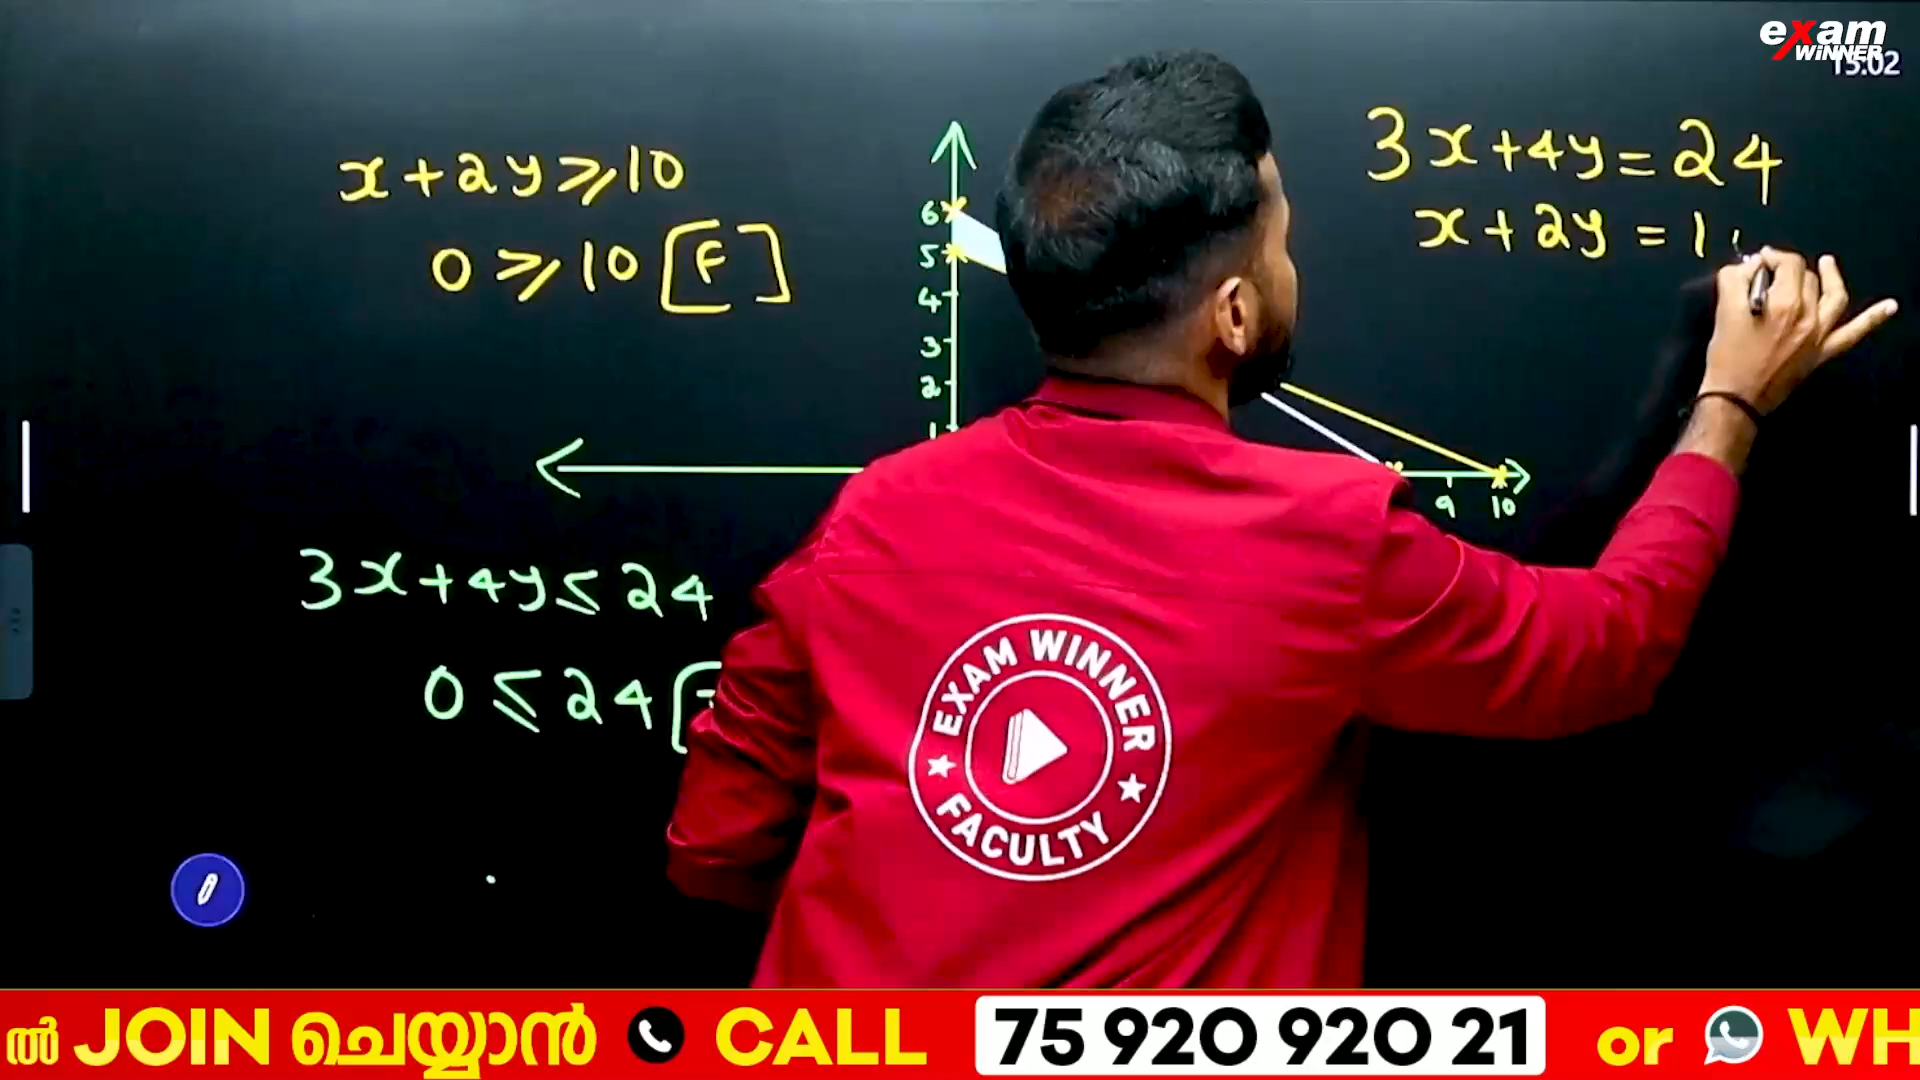 exam
WiNNER
15:02
x+2y≥10
0≥10 [F]
3x+4y=24
x+2y=1
6
5
4
3
2
1
9 10
3x+4y≤24
0≤24 [
EXAM WINNER
FACULTY
ൽ JOIN ചെയ്യാൻ CALL 75 920 920 21 or WH